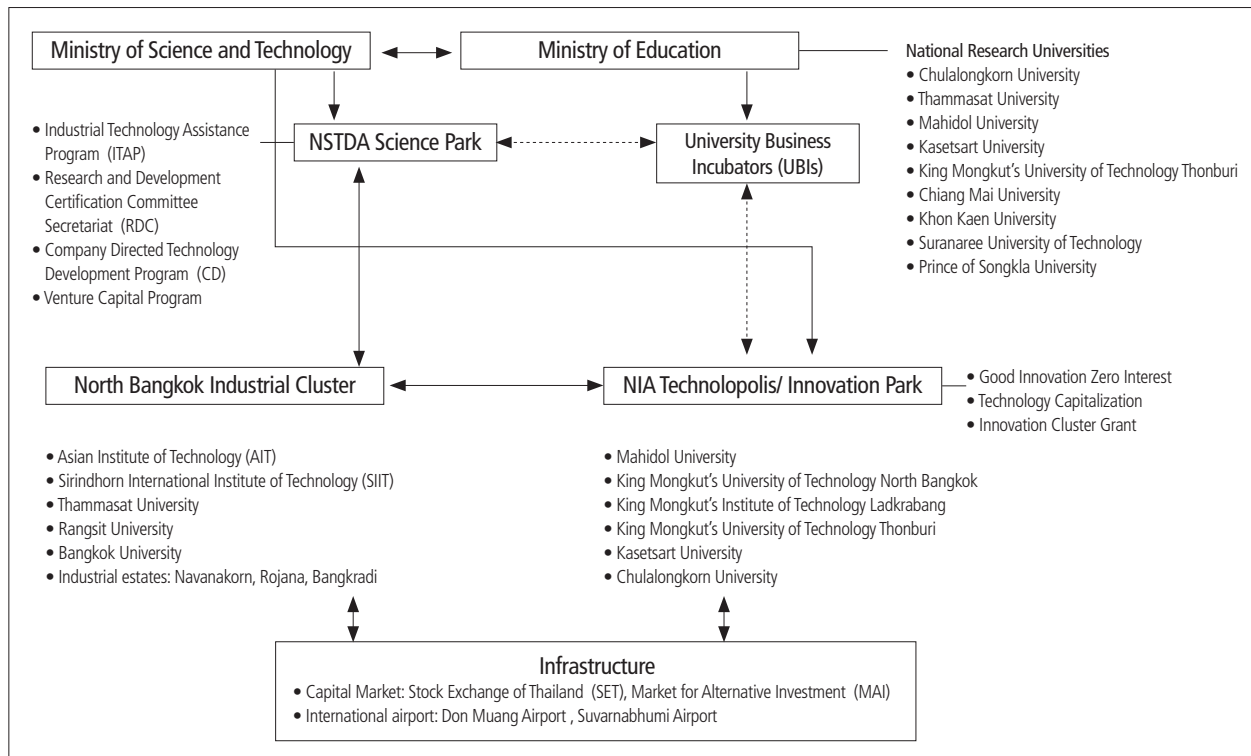 Ministry of Science and Technology
Ministry of Education
National Research Universities
• Chulalongkorn University
• Thammasat University
• Mahidol University
• Kasetsart University
• King Mongkut's University of Technology Thonburi
• Chiang Mai University
• Khon Kaen University
• Suranaree University of Technology
• Prince of Songkla University
• Industrial Technology Assistance
Program (ITAP)
• Research and Development
Certification Committee
Secretariat (RDC)
• Company Directed Technology
Development Program (CD)
• Venture Capital Program
NSTDA Science Park
University Business
Incubators (UBIs)
North Bangkok Industrial Cluster
NIA Technolopolis/ Innovation Park
• Good Innovation Zero Interest
• Technology Capitalization
• Innovation Cluster Grant
• Asian Institute of Technology (AIT)
• Sirindhorn International Institute of Technology (SIIT)
• Thammasat University
• Rangsit University
• Bangkok University
• Industrial estates: Navanakorn, Rojana, Bangkradi
• Mahidol University
• King Mongkut's University of Technology North Bangkok
• King Mongkut's Institute of Technology Ladkrabang
• King Mongkut's University of Technology Thonburi
• Kasetsart University
• Chulalongkorn University
Infrastructure
• Capital Market: Stock Exchange of Thailand (SET), Market for Alternative Investment (MAI)
• International airport: Don Muang Airport , Suvarnabhumi Airport